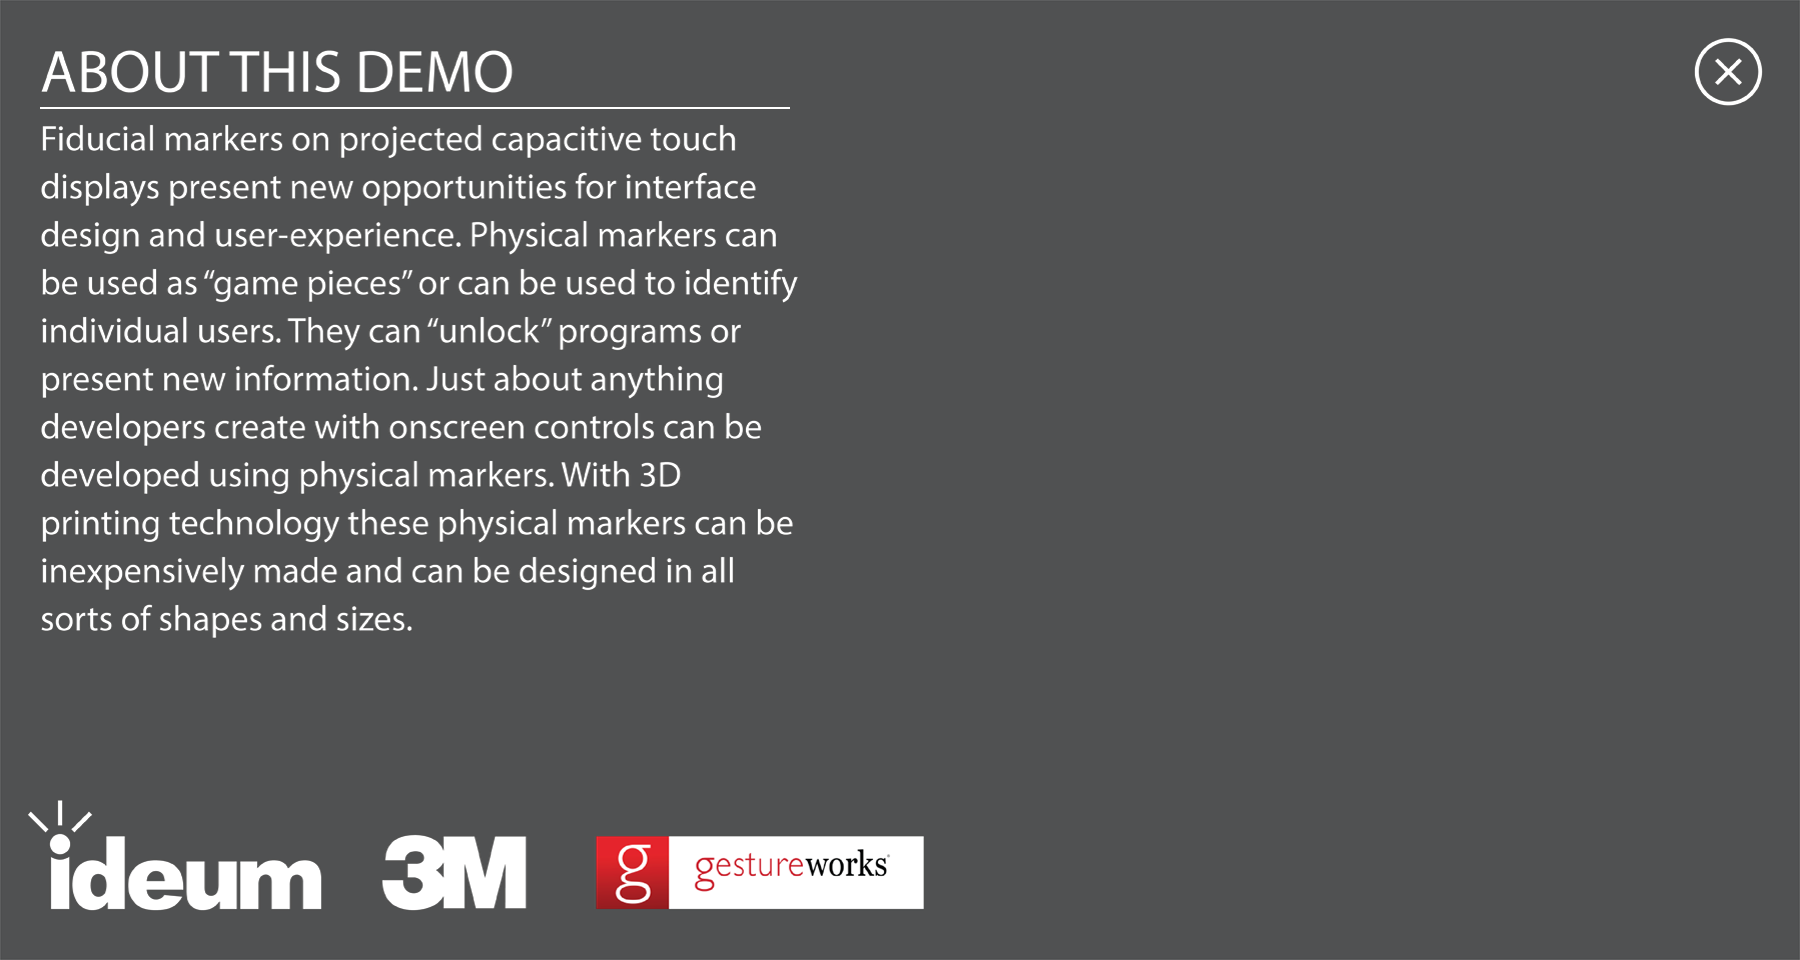 ABOUT THIS DEMO
Fiducial markers on projected capacitive touch
displays present new opportunities for interface
design and user-experience. Physical markers can
be used as “game pieces” or can be used to identify
individual users. They can “unlock” programs or
present new information. Just about anything
developers create with onscreen controls can be
developed using physical markers. With 3D
printing technology these physical markers can be
inexpensively made and can be designed in all
sorts of shapes and sizes.
ideum
3M
g gestureworks